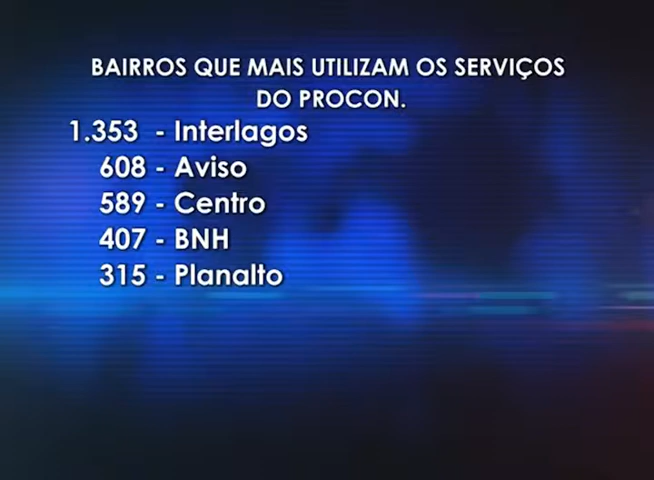 BAIRROS QUE MAIS UTILIZAM OS SERVIÇOS
DO PROCON.
1.353 - Interlagos
608 - Aviso
589 - Centro
407 - BNH
315 - Planalto